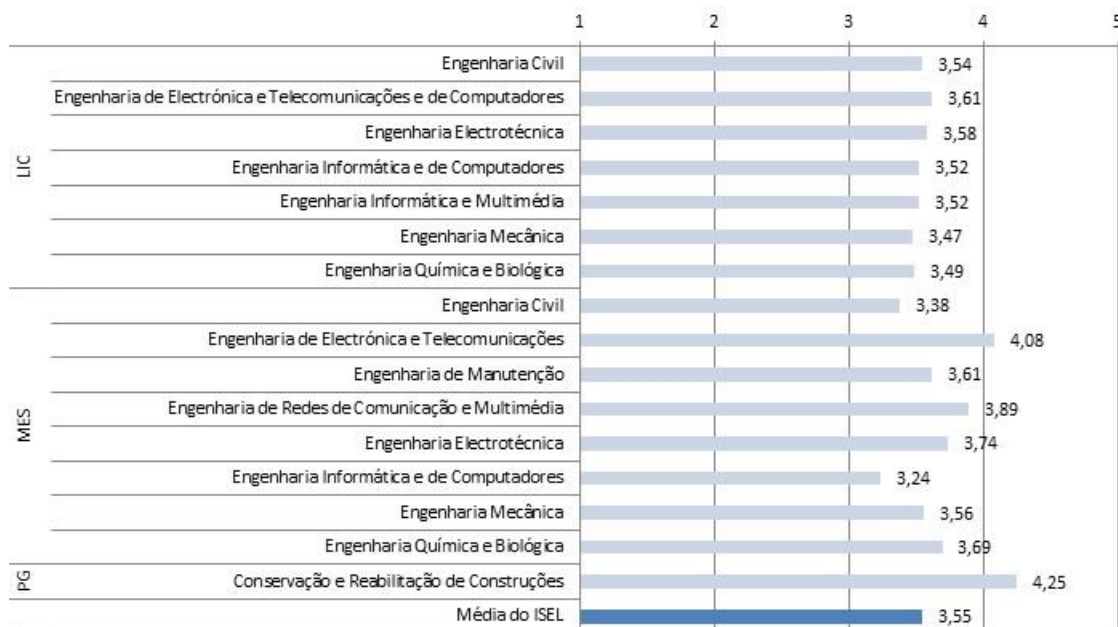 1 2 3 4 5
LIC
Engenharia Civil 3,54
Engenharia de Electrónica e Telecomunicações e de Computadores 3,61
Engenharia Electrotécnica 3,58
Engenharia Informática e de Computadores 3,52
Engenharia Informática e Multimédia 3,52
Engenharia Mecânica 3,47
Engenharia Química e Biológica 3,49
MES
Engenharia Civil 3,38
Engenharia de Electrónica e Telecomunicações 4,08
Engenharia de Manutenção 3,61
Engenharia de Redes de Comunicação e Multimédia 3,89
Engenharia Electrotécnica 3,74
Engenharia Informática e de Computadores 3,24
Engenharia Mecânica 3,56
Engenharia Química e Biológica 3,69
PG
Conservação e Reabilitação de Construções 4,25
Média do ISEL 3,55